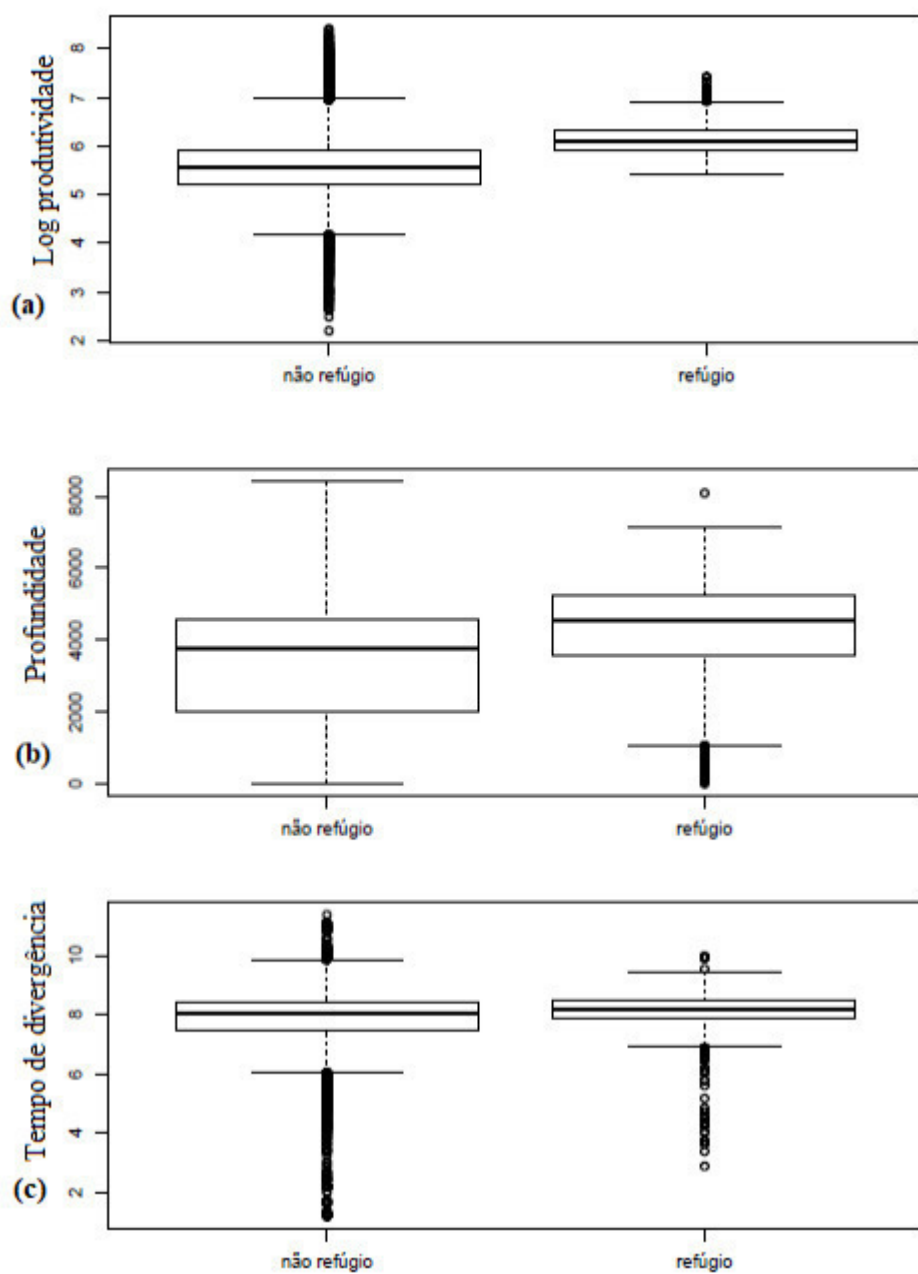 Log produtividade
8
7
6
5
4
3
2
(a)
não refúgio
refúgio
Profundidade
8000
6000
4000
2000
0
(b)
não refúgio
refúgio
Tempo de divergência
10
8
6
4
2
(c)
não refúgio
refúgio